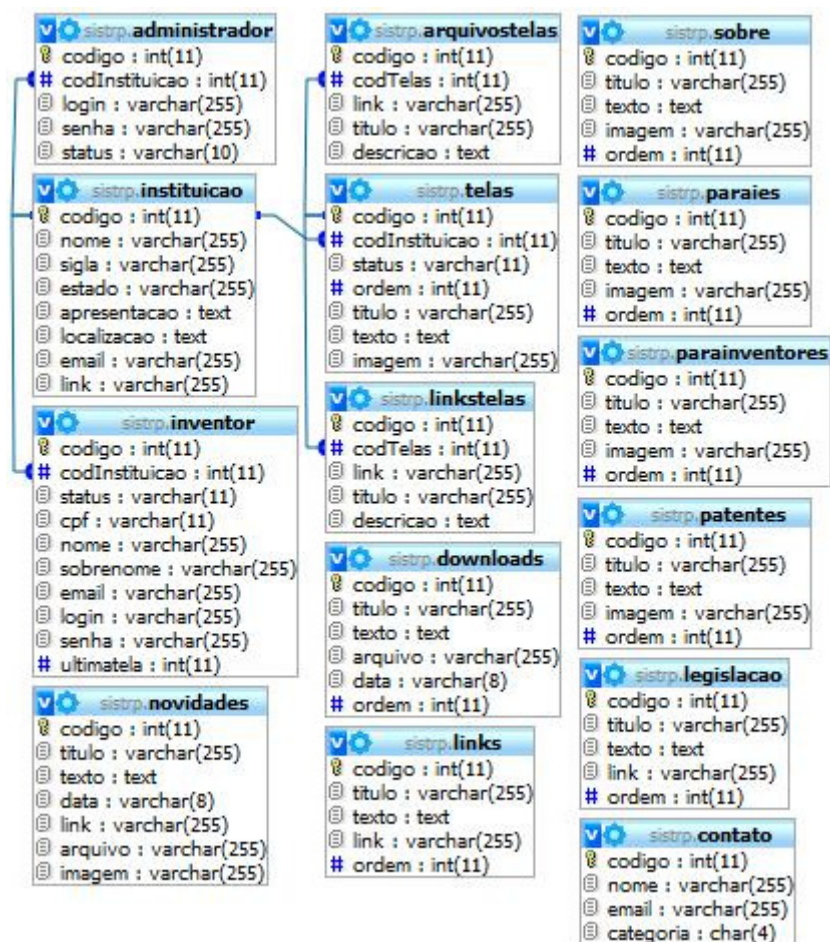 sistrp.administrador
codigo : int(11)
# codInstituicao : int(11)
login : varchar(255)
senha : varchar(255)
status : varchar(10)
sistrp.instituicao
codigo : int(11)
nome : varchar(255)
sigla : varchar(255)
estado : varchar(255)
apresentacao : text
localizacao : text
email : varchar(255)
link : varchar(255)
sistrp.inventor
codigo : int(11)
# codInstituicao : int(11)
status : varchar(11)
cpf : varchar(11)
nome : varchar(255)
sobrenome : varchar(255)
email : varchar(255)
login : varchar(255)
senha : varchar(255)
# ultimatela : int(11)
sistrp.novidades
codigo : int(11)
titulo : varchar(255)
texto : text
data : varchar(8)
link : varchar(255)
arquivo : varchar(255)
imagem : varchar(255)
sistrp.arquivostelas
codigo : int(11)
# codTelas : int(11)
link : varchar(255)
titulo : varchar(255)
descricao : text
sistrp.telas
codigo : int(11)
# codInstituicao : int(11)
status : varchar(11)
# ordem : int(11)
titulo : varchar(255)
texto : text
imagem : varchar(255)
sistrp.linkstelas
codigo : int(11)
# codTelas : int(11)
link : varchar(255)
titulo : varchar(255)
descricao : text
sistrp.downloads
codigo : int(11)
titulo : varchar(255)
texto : text
arquivo : varchar(255)
data : varchar(8)
# ordem : int(11)
sistrp.links
codigo : int(11)
titulo : varchar(255)
texto : text
link : varchar(255)
# ordem : int(11)
sistrp.sobre
codigo : int(11)
titulo : varchar(255)
texto : text
imagem : varchar(255)
# ordem : int(11)
sistrp.paraies
codigo : int(11)
titulo : varchar(255)
texto : text
imagem : varchar(255)
# ordem : int(11)
sistrp.parainventores
codigo : int(11)
titulo : varchar(255)
texto : text
imagem : varchar(255)
# ordem : int(11)
sistrp.patentes
codigo : int(11)
titulo : varchar(255)
texto : text
imagem : varchar(255)
# ordem : int(11)
sistrp.legislacao
codigo : int(11)
titulo : varchar(255)
texto : text
link : varchar(255)
# ordem : int(11)
sistrp.contato
codigo : int(11)
nome : varchar(255)
email : varchar(255)
categoria : char(4)